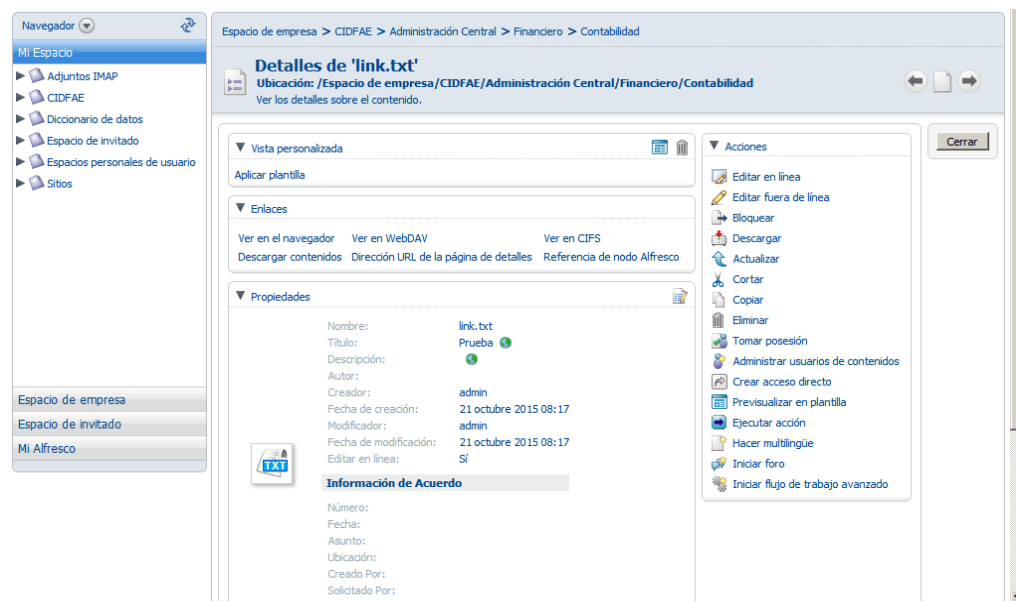 Navegador
Mi Espacio
Adjuntos IMAP
CIDFAE
Diccionario de datos
Espacio de invitado
Espacios personales de usuario
Sitios
Espacio de empresa
Espacio de invitado
Mi Alfresco
Espacio de empresa > CIDFAE > Administración Central > Financiero > Contabilidad
Detalles de 'link.txt'
Ubicación: /Espacio de empresa/CIDFAE/Administración Central/Financiero/Contabilidad
Ver los detalles sobre el contenido.
Vista personalizada
Aplicar plantilla
Enlaces
Ver en el navegador Ver en WebDAV Ver en CIFS
Descargar contenidos Dirección URL de la página de detalles Referencia de nodo Alfresco
Propiedades
Nombre: link.txt
Título: Prueba
Descripción:
Autor:
Creador: admin
Fecha de creación: 21 octubre 2015 08:17
Modificador: admin
Fecha de modificación: 21 octubre 2015 08:17
Editar en línea: Sí
TXT
Información de Acuerdo
Número:
Fecha:
Asunto:
Ubicación:
Creado Por:
Solicitado Por:
Acciones
Editar en línea
Editar fuera de línea
Bloquear
Descargar
Actualizar
Cortar
Copiar
Eliminar
Tomar posesión
Administrar usuarios de contenidos
Crear acceso directo
Previsualizar en plantilla
Ejecutar acción
Hacer multilingüe
Iniciar foro
Iniciar flujo de trabajo avanzado
Cerrar